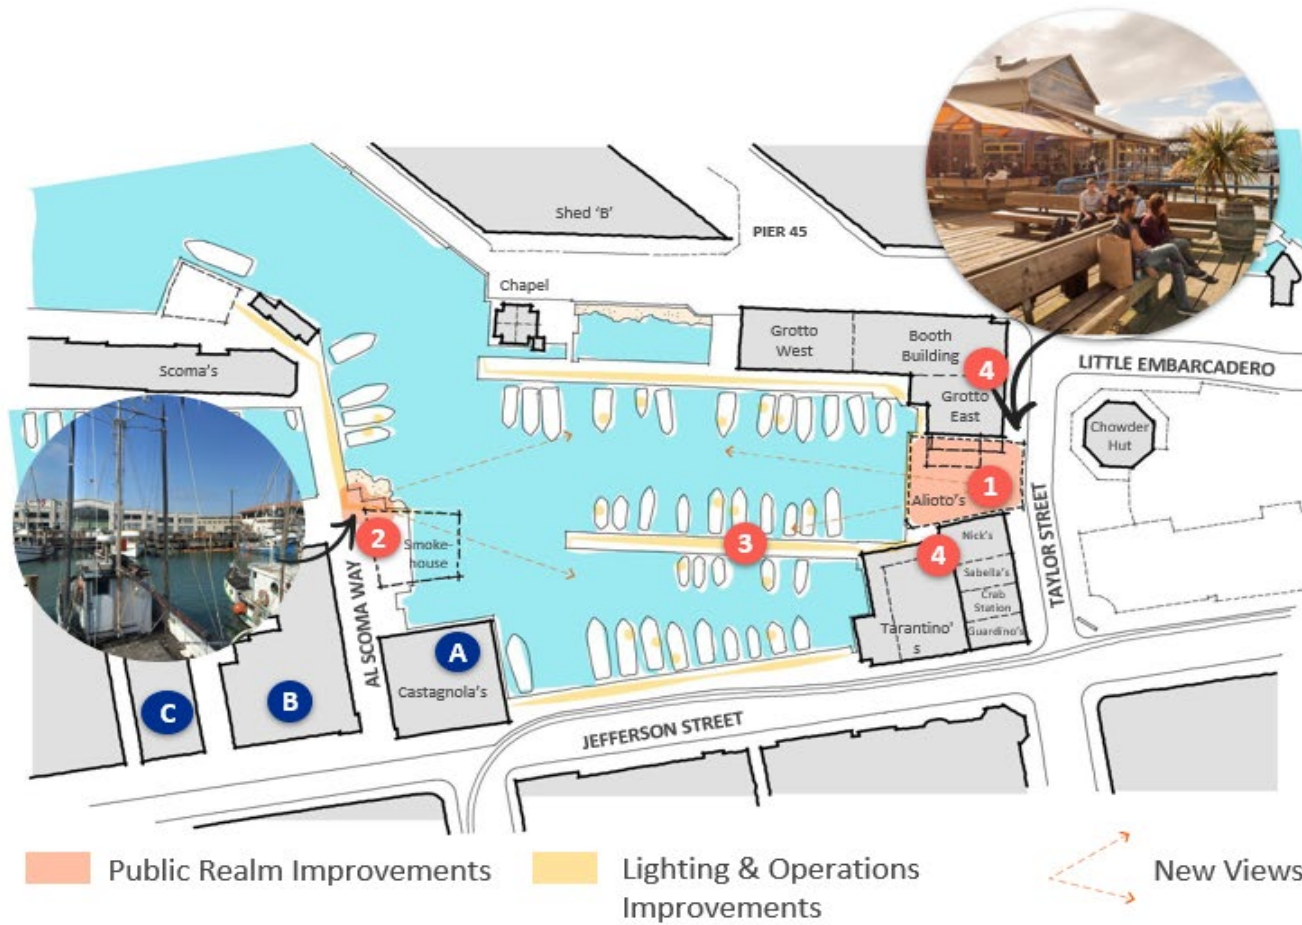 Shed ‘B’
PIER 45
Chapel
Grotto
West
Booth
Building
4
Grotto
East
LITTLE EMBARCADERO
Scoma's
Chowder
Hut
1
Alioto's
2
Smoke-
house
3
4
Nick's
Sabella's
Crab
Station
Guardino's
Tarantino'
s
TAYLOR STREET
AL SCOMA WAY
A
Castagnola's
B
C
JEFFERSON STREET
Public Realm Improvements
Lighting & Operations
Improvements
New Views